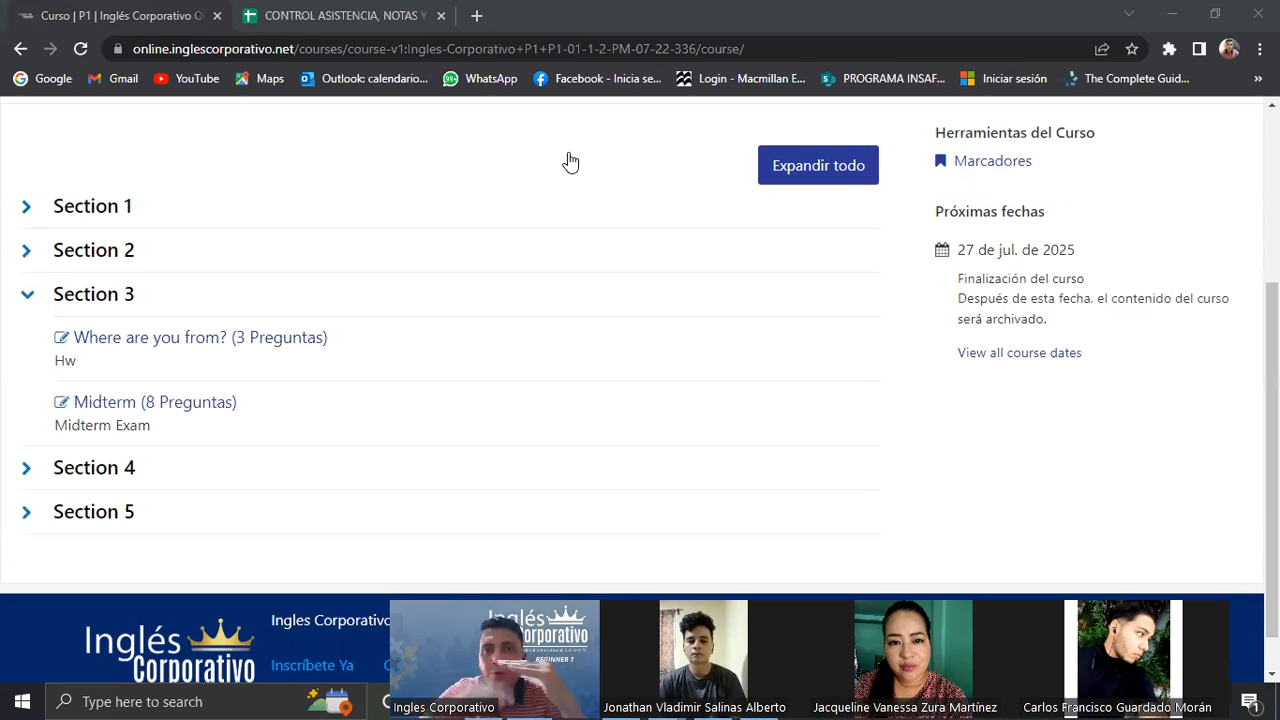 Curso | P1 | Inglés Corporativo O
CONTROL ASISTENCIA, NOTAS Y
online.inglescorporativo.net/courses/course-v1:Ingles-Corporativo+P1+P1-01-1-2-PM-07-22-336/course/
Google
Gmail
YouTube
Maps
Outlook: calendario...
99+
WhatsApp
Facebook - Inicia se...
Login - Macmillan E...
PROGRAMA INSAF...
Iniciar sesión
The Complete Guid...
Expandir todo
Section 1
Section 2
Section 3
Where are you from? (3 Preguntas)
Hw
Midterm (8 Preguntas)
Midterm Exam
Section 4
Section 5
Herramientas del Curso
Marcadores
Próximas fechas
27 de jul. de 2025
Finalización del curso
Después de esta fecha, el contenido del curso
será archivado.
View all course dates
Inglés
Corporativo
Ingles Corporativo
Inscríbete Ya
Inglés
Corporativo
BEGINNER 1
Ingles Corporativo
Jonathan Vladimir Salinas Alberto
Jacqueline Vanessa Zura Martínez
Carlos Francisco Guardado Morán
Type here to search
1